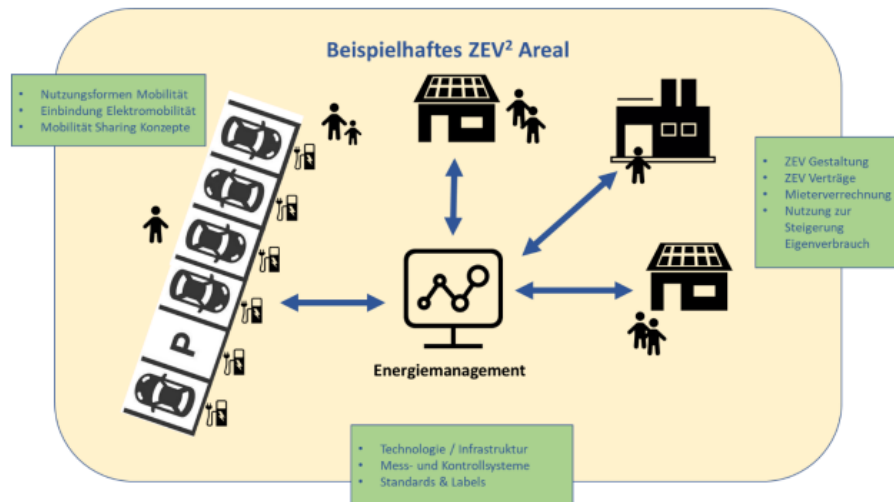 Beispielhaftes ZEV² Areal
• Nutzungsformen Mobilität
• Einbindung Elektromobilität
• Mobilität Sharing Konzepte
• ZEV Gestaltung
• ZEV Verträge
• Mieterverrechnung
• Nutzung zur
Steigerung
Eigenverbrauch
P
Energiemanagement
• Technologie / Infrastruktur
• Mess- und Kontrollsysteme
• Standards & Labels